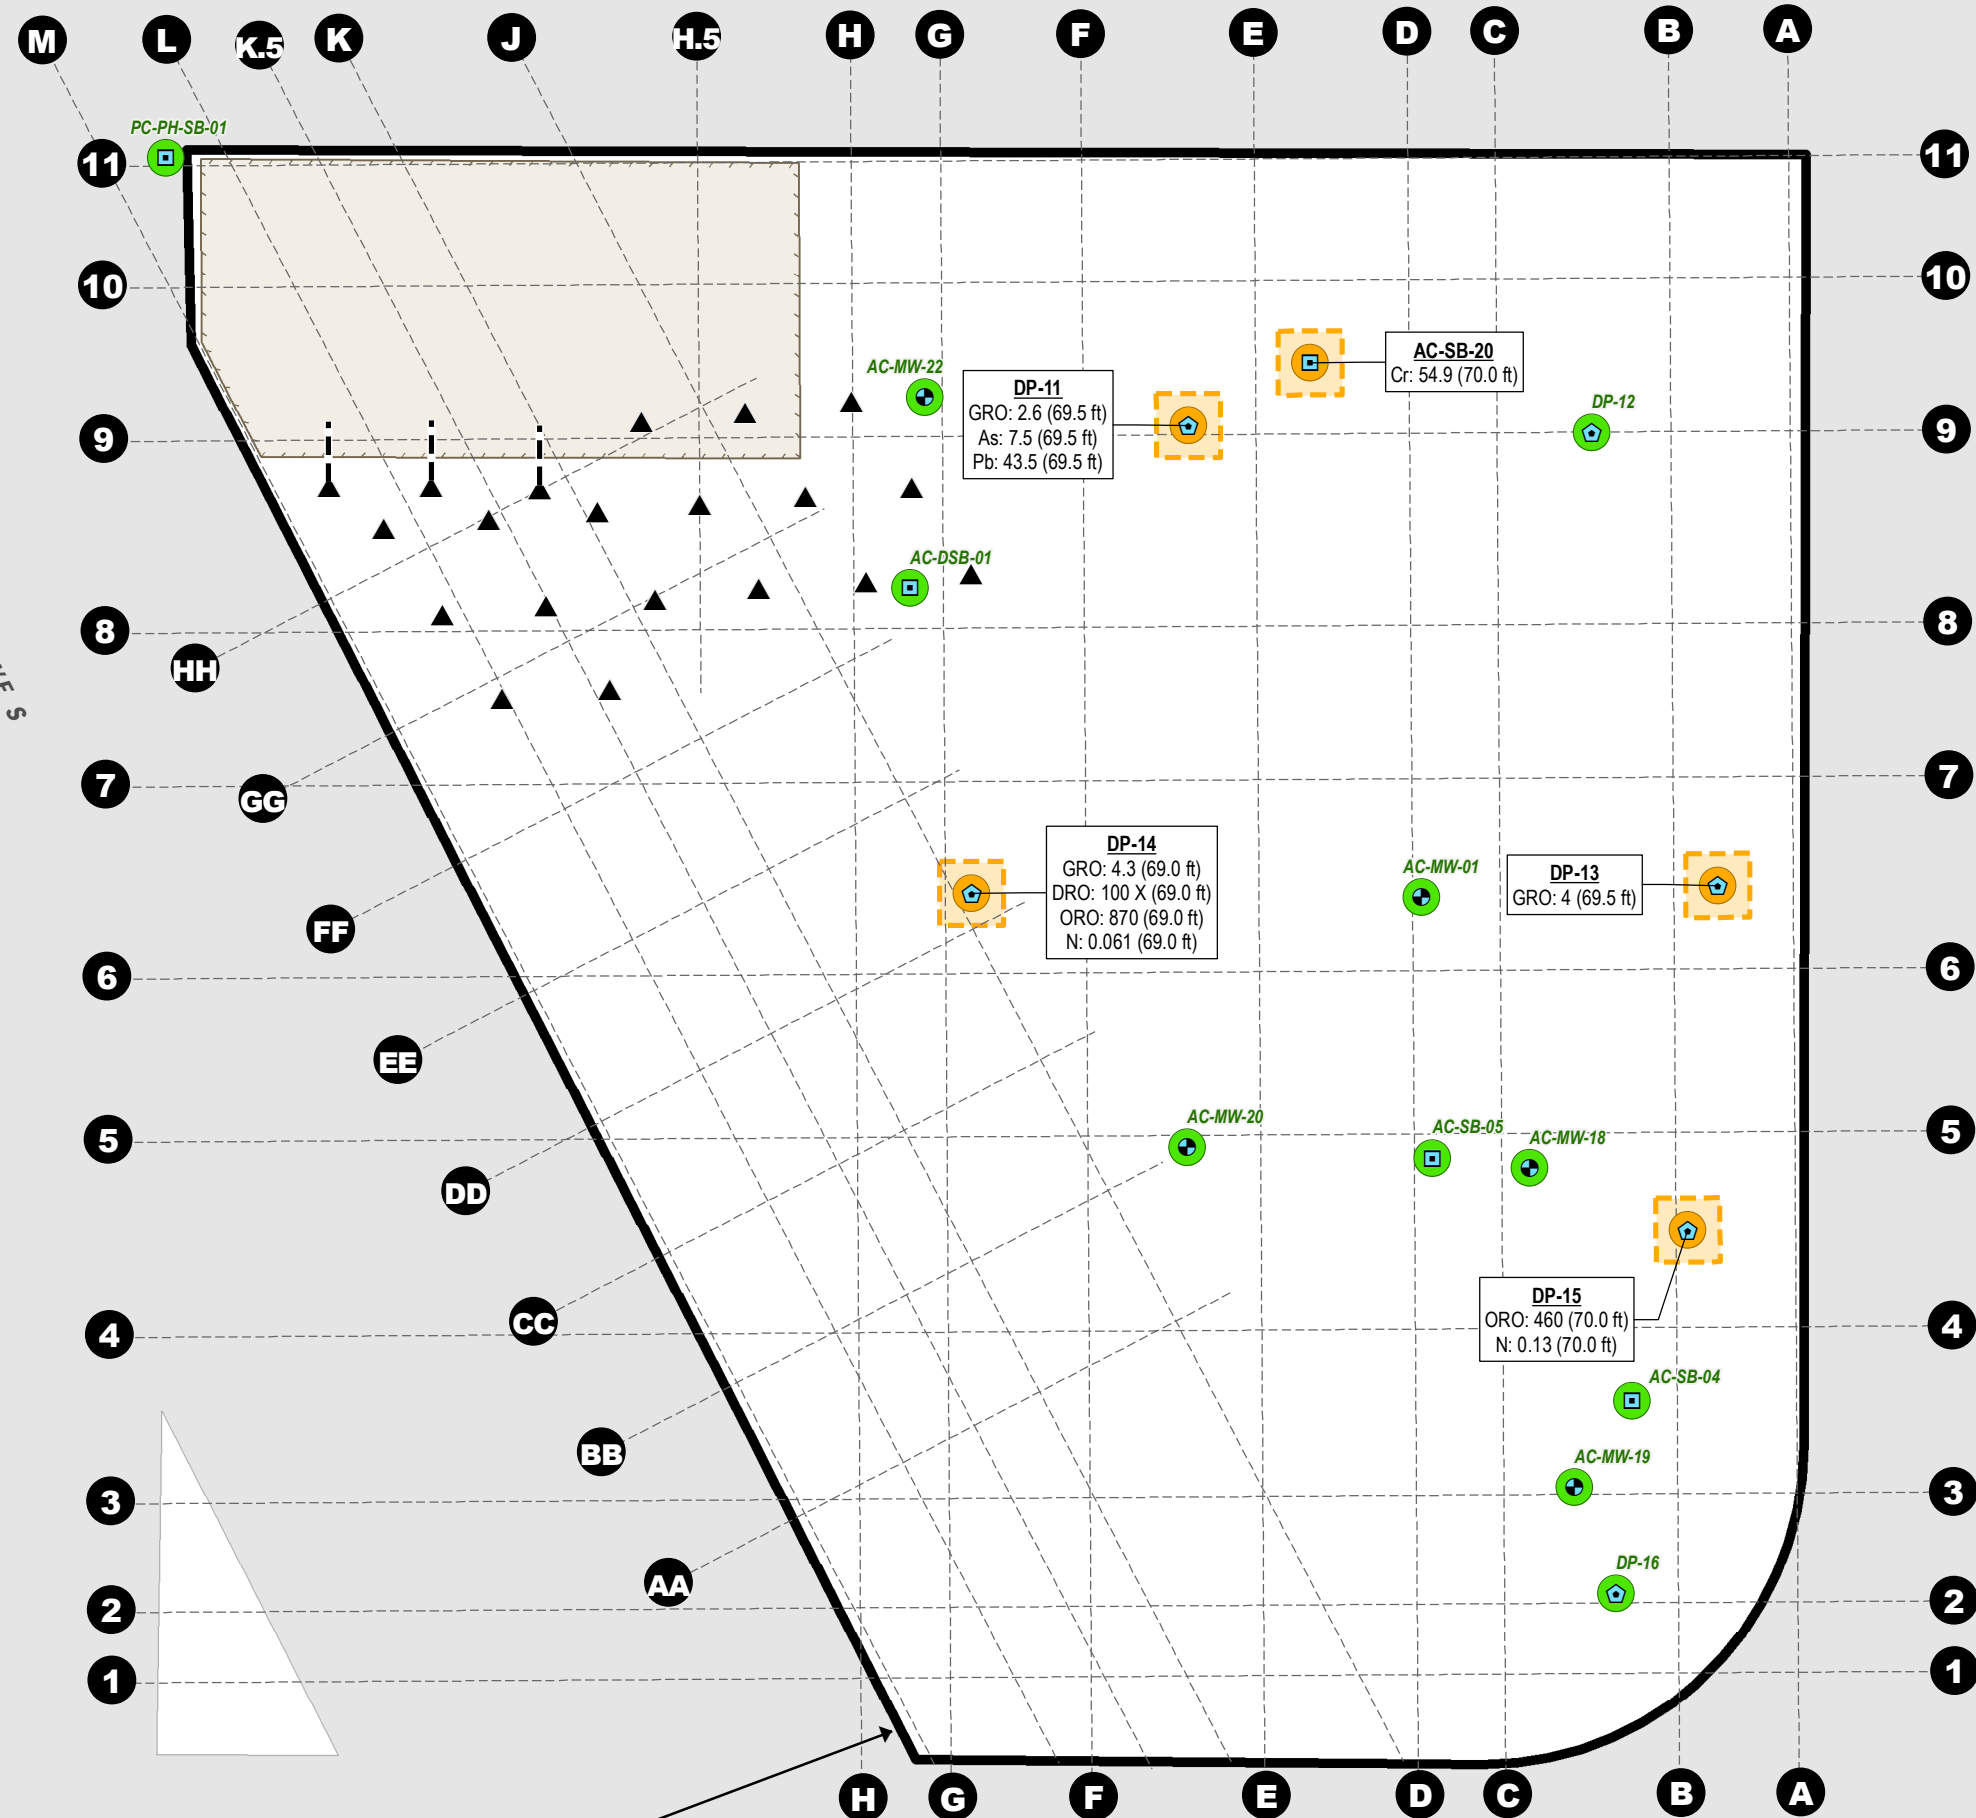 M
L
K.5
K
J
H.5
H
G
F
E
D
C
B
A
PC-PH-SB-01
11
11
10
10
AC-SB-20
Cr: 54.9 (70.0 ft)
AC-MW-22
DP-11
GRO: 2.6 (69.5 ft)
As: 7.5 (69.5 ft)
Pb: 43.5 (69.5 ft)
DP-12
9
9
AC-DSB-01
8
8
HH
S
7
7
GG
DP-14
GRO: 4.3 (69.0 ft)
DRO: 100 X (69.0 ft)
ORO: 870 (69.0 ft)
N: 0.061 (69.0 ft)
AC-MW-01
DP-13
GRO: 4 (69.5 ft)
FF
6
6
EE
AC-MW-20
AC-SB-05
AC-MW-18
5
5
DD
DP-15
ORO: 460 (70.0 ft)
N: 0.13 (70.0 ft)
CC
4
4
AC-SB-04
BB
AC-MW-19
3
3
DP-16
AA
2
2
1
1
H
G
F
E
D
C
B
A